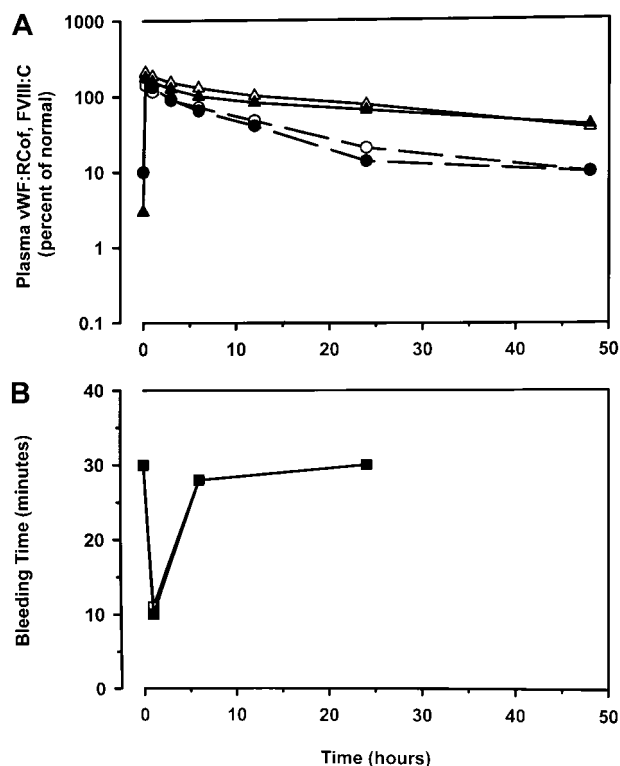 A
1000
100
10
1
0.1
Plasma vWF:RCof, FVIII:C
(percent of normal)
0 10 20 30 40 50
B
40
30
20
10
0
Bleeding Time (minutes)
0 10 20 30 40 50
Time (hours)